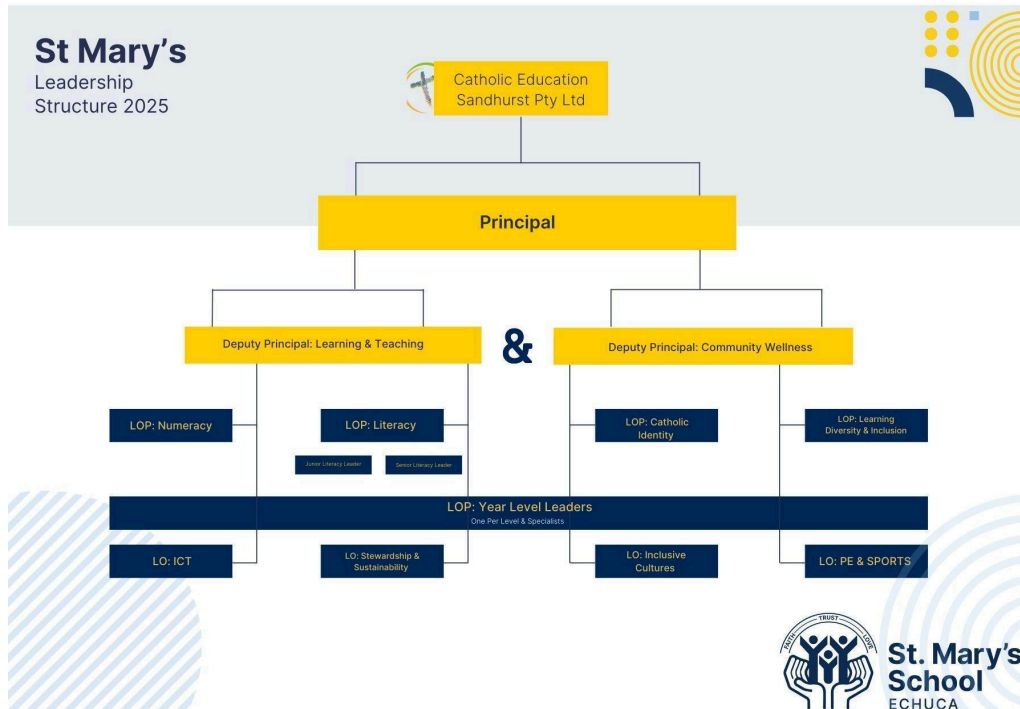 St Mary's
Leadership
Structure 2025
Catholic Education
Sandhurst Pty Ltd
Principal
Deputy Principal: Learning & Teaching
&
Deputy Principal: Community Wellness
LOP: Numeracy
LOP: Literacy
LOP: Catholic
Identity
LOP: Learning
Diversity & Inclusion
Junior Literacy Leader
Senior Literacy Leader
LOP: Year Level Leaders
One Per Level & Specialists
LO: ICT
LO: Stewardship &
Sustainability
LO: Inclusive
Cultures
LO: PE & SPORTS
FAITH TRUST LOVE
St. Mary's
School
ECHUCA